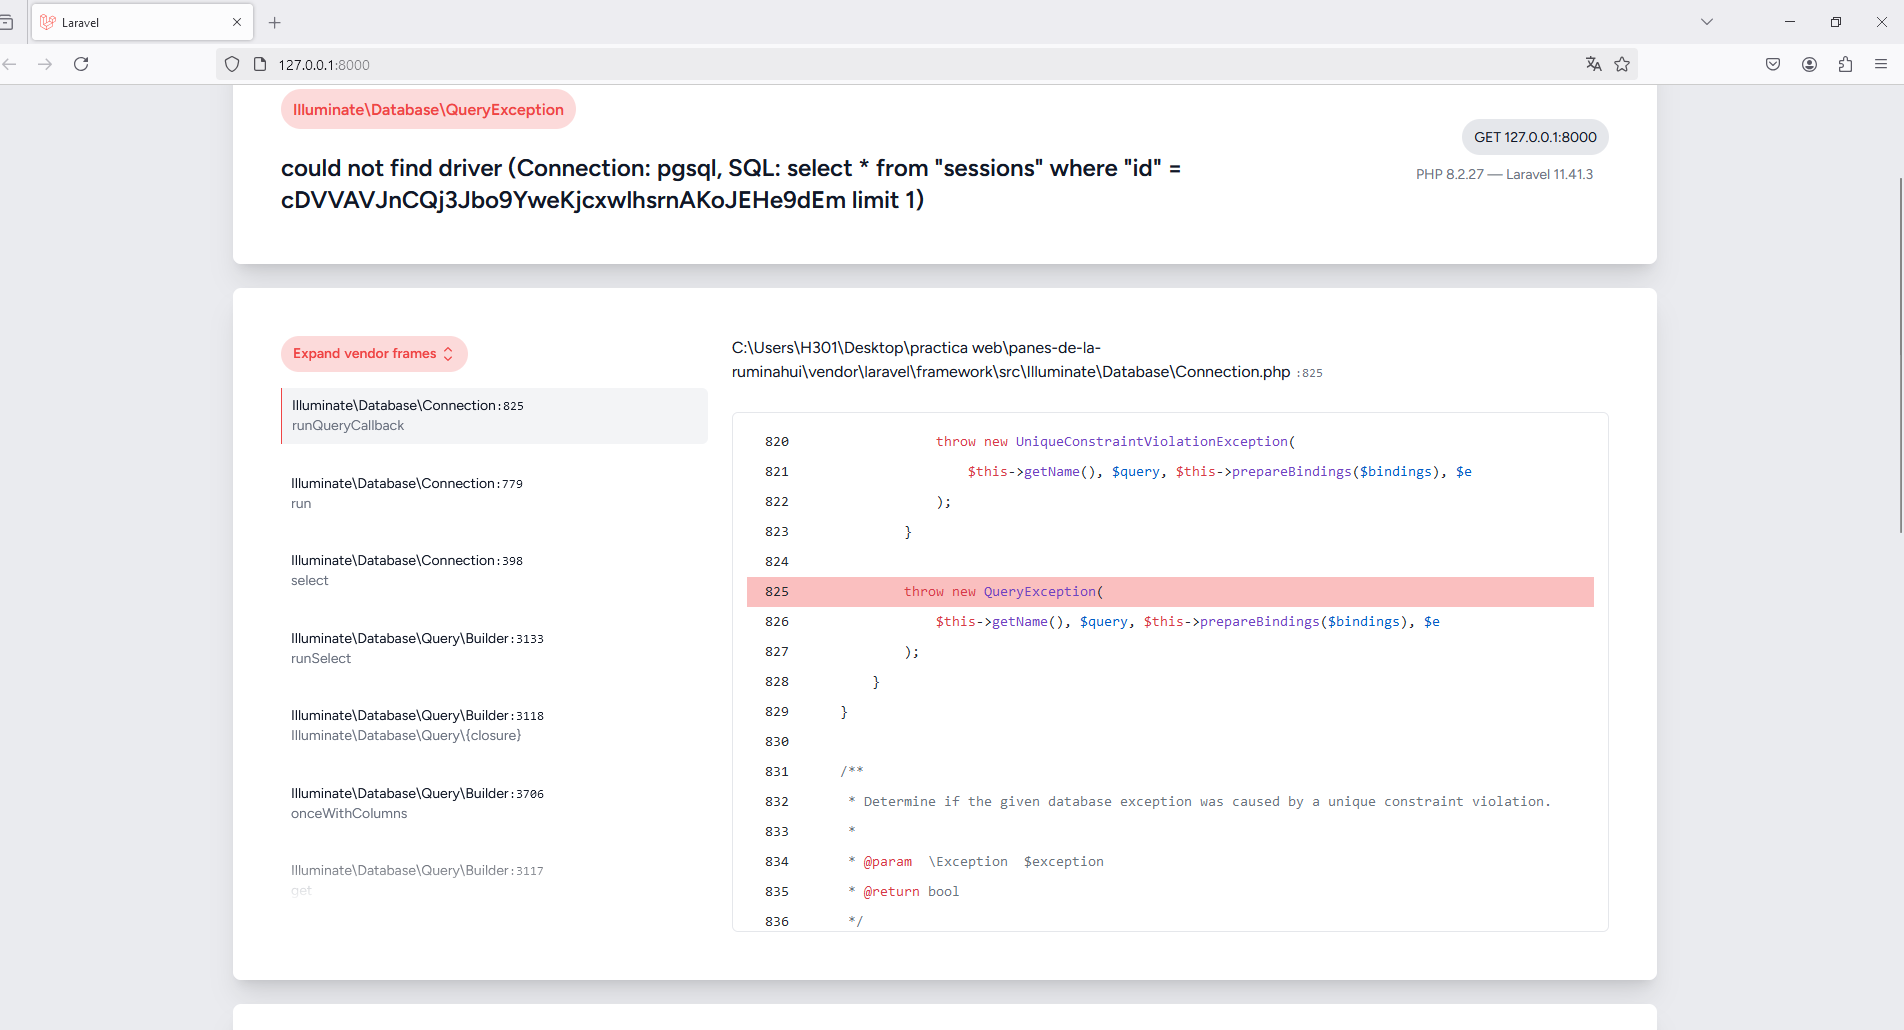 Laravel
127.0.0.1:8000
Illuminate\Database\QueryException
GET 127.0.0.1:8000
could not find driver (Connection: pgsql, SQL: select * from "sessions" where "id" =
cDVVAVJnCQj3Jbo9YweKjcxwlhsrnAKoJEHe9dEm limit 1)
PHP 8.2.27 — Laravel 11.41.3
Expand vendor frames
Illuminate\Database\Connection:825
runQueryCallback
Illuminate\Database\Connection:779
run
Illuminate\Database\Connection:398
select
Illuminate\Database\Query\Builder:3133
runSelect
Illuminate\Database\Query\Builder:3118
Illuminate\Database\Query\{closure}
Illuminate\Database\Query\Builder:3706
onceWithColumns
Illuminate\Database\Query\Builder:3117
get
C:\Users\H301\Desktop\practica web\panes-de-la-
ruminahui\vendor\laravel\framework\src\Illuminate\Database\Connection.php :825
820 throw new UniqueConstraintViolationException(
821 $this->getName(), $query, $this->prepareBindings($bindings), $e
822 );
823 }
824
825 throw new QueryException(
826 $this->getName(), $query, $this->prepareBindings($bindings), $e
827 );
828 }
829 }
830
831 /**
832 * Determine if the given database exception was caused by a unique constraint violation.
833 *
834 * @param \Exception $exception
835 * @return bool
836 */